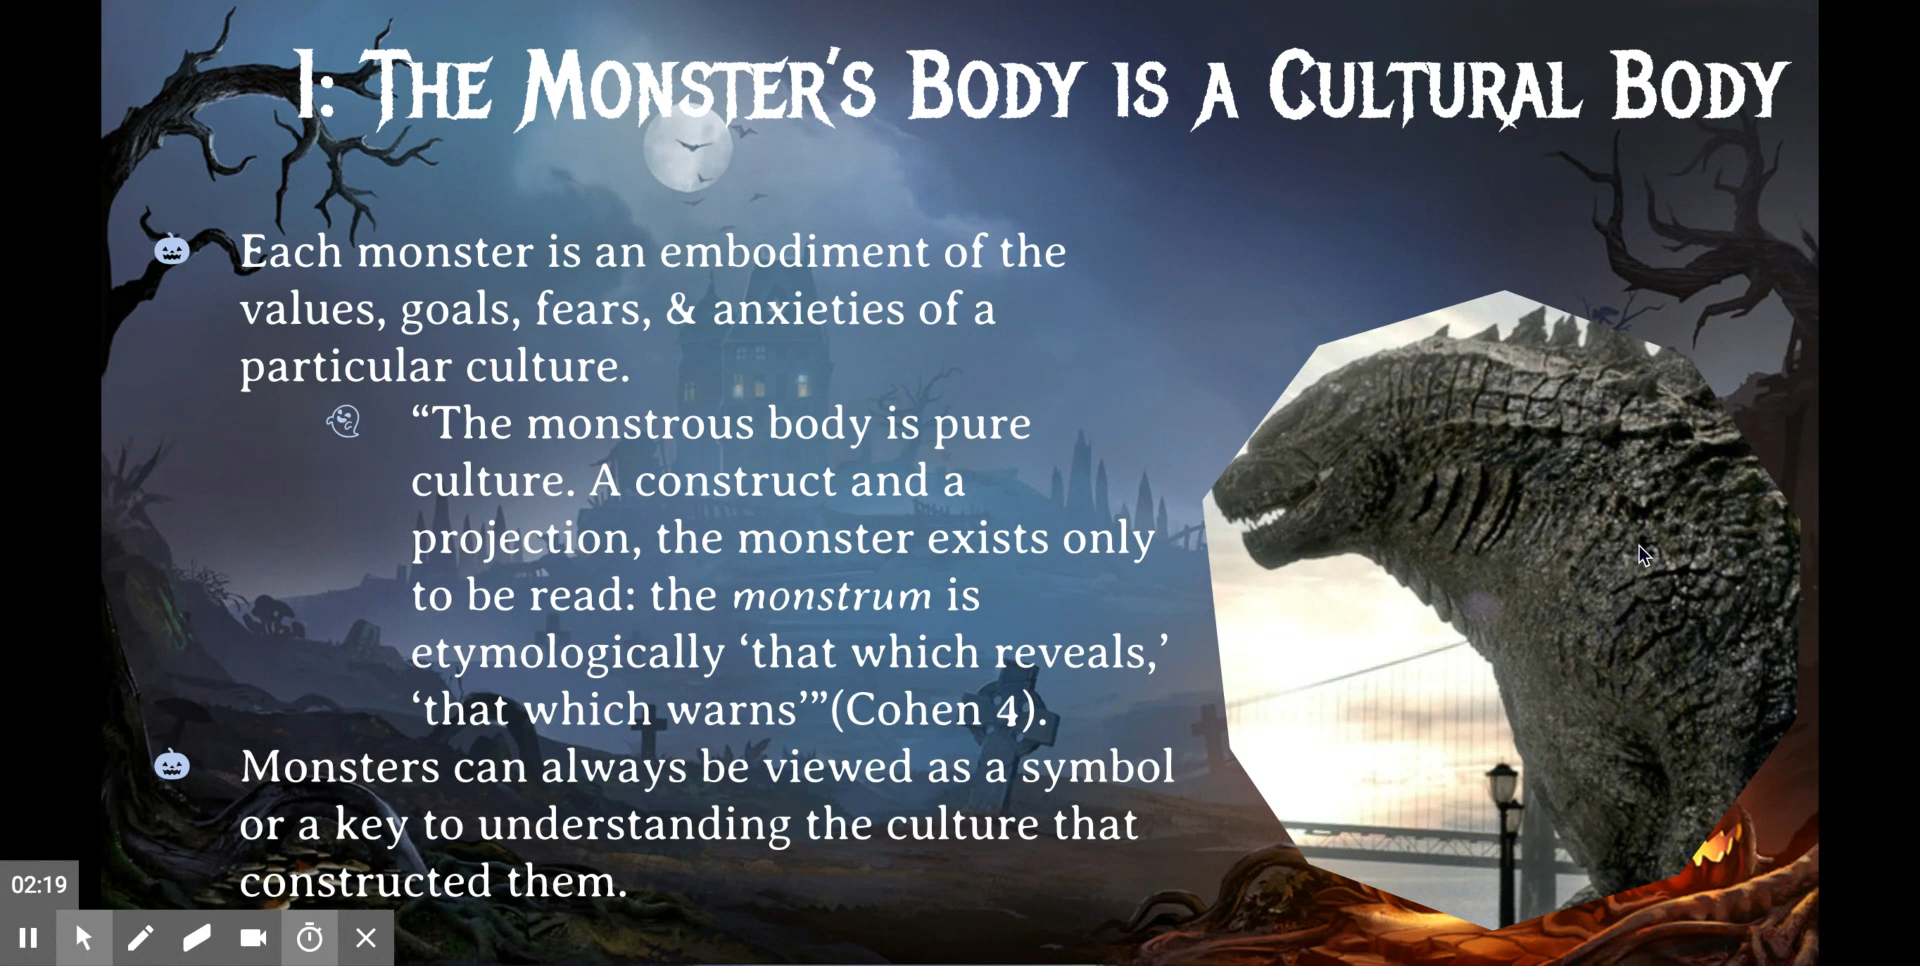 I: The Monster's Body is a Cultural Body
Each monster is an embodiment of the
values, goals, fears, & anxieties of a
particular culture.
“The monstrous body is pure
culture. A construct and a
projection, the monster exists only
to be read: the monstrum is
etymologically ‘that which reveals,’
‘that which warns’”(Cohen 4).
Monsters can always be viewed as a symbol
or a key to understanding the culture that
constructed them.
02:19